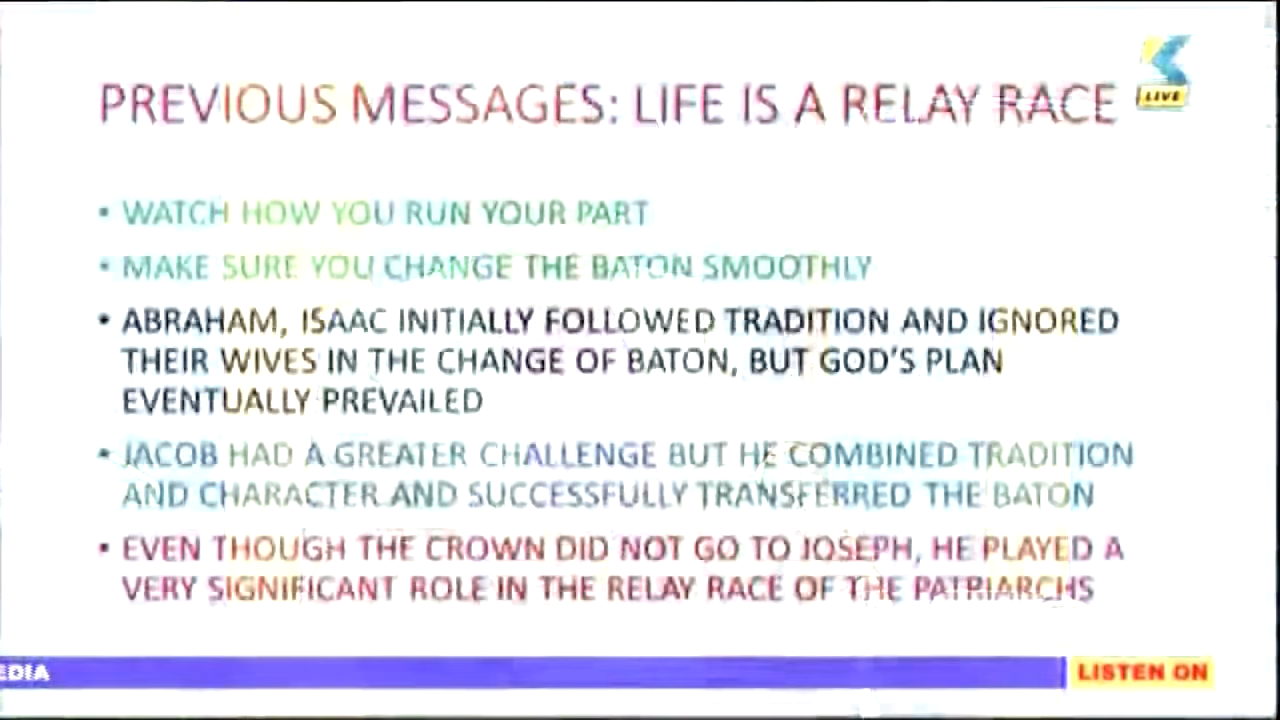 PREVIOUS MESSAGES: LIFE IS A RELAY RACE
LIVE
• WATCH HOW YOU RUN YOUR PART
• MAKE SURE YOU CHANGE THE BATON SMOOTHLY
• ABRAHAM, ISAAC INITIALLY FOLLOWED TRADITION AND IGNORED
THEIR WIVES IN THE CHANGE OF BATON, BUT GOD'S PLAN
EVENTUALLY PREVAILED
• JACOB HAD A GREATER CHALLENGE BUT HE COMBINED TRADITION
AND CHARACTER AND SUCCESSFULLY TRANSFERRED THE BATON
• EVEN THOUGH THE CROWN DID NOT GO TO JOSEPH, HE PLAYED A
VERY SIGNIFICANT ROLE IN THE RELAY RACE OF THE PATRIARCHS
EDIA
LISTEN ON